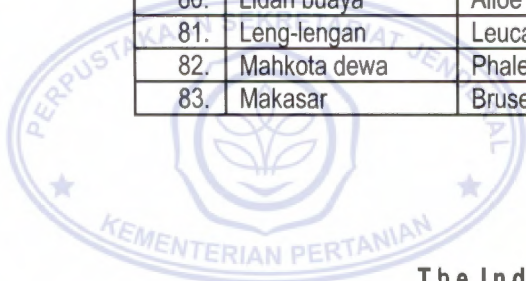 80. Lidah buaya Alloe
81. Leng-lengan Leuca
82. Mahkota dewa Phale
83. Makasar Bruse
PERPUSTAKAAN SEKRETARIAT JENDERAL
KEMENTERIAN PERTANIAN
The Ind